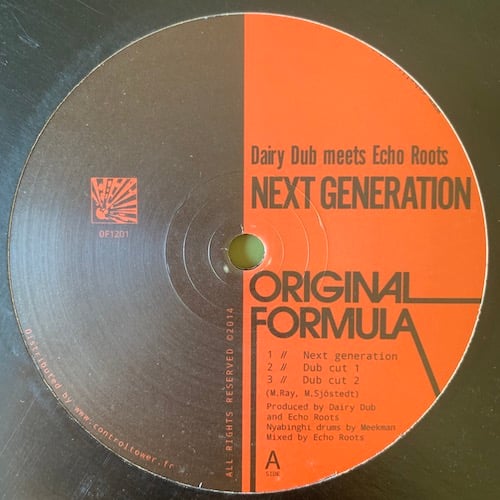 Dairy Dub meets Echo Roots
NEXT GENERATION
OF1201
ORIGINAL
FORMULA
1 // Next generation
2 // Dub cut 1
3 // Dub cut 2
(M.Ray, M.Sjöstedt)
Produced by Dairy Dub
and Echo Roots
Nyabinghi drums by Meekman
Mixed by Echo Roots
A
SIDE
ALL RIGHTS RESERVED ©2014
Distributed by www.controltower.fr